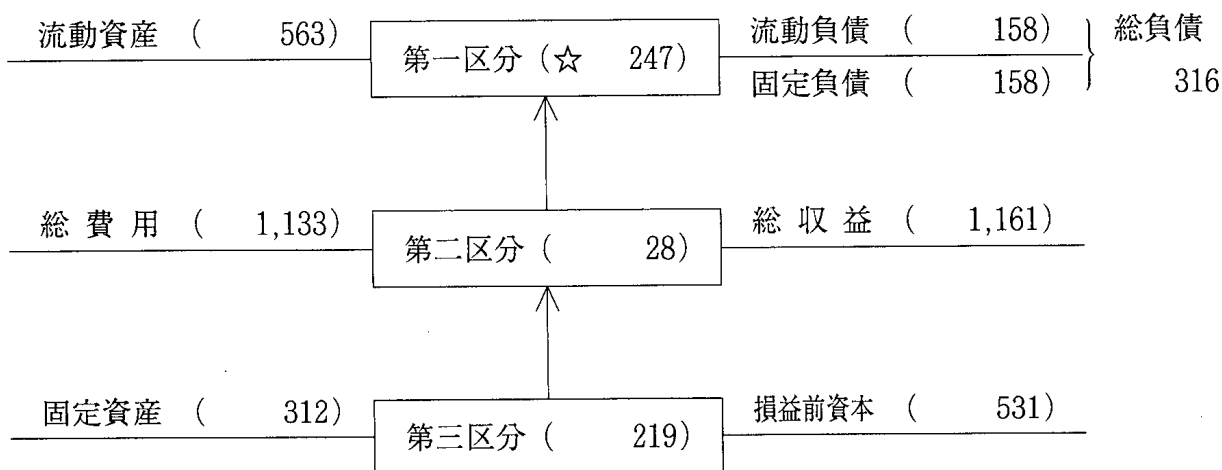 流動資産 ( 563) 第一区分 (☆ 247) 流動負債 ( 158) 総負債
固定負債 ( 158) 316
総費用 ( 1,133) 第二区分 ( 28) 総収益 ( 1,161)
固定資産 ( 312) 第三区分 ( 219) 損益前資本 ( 531)